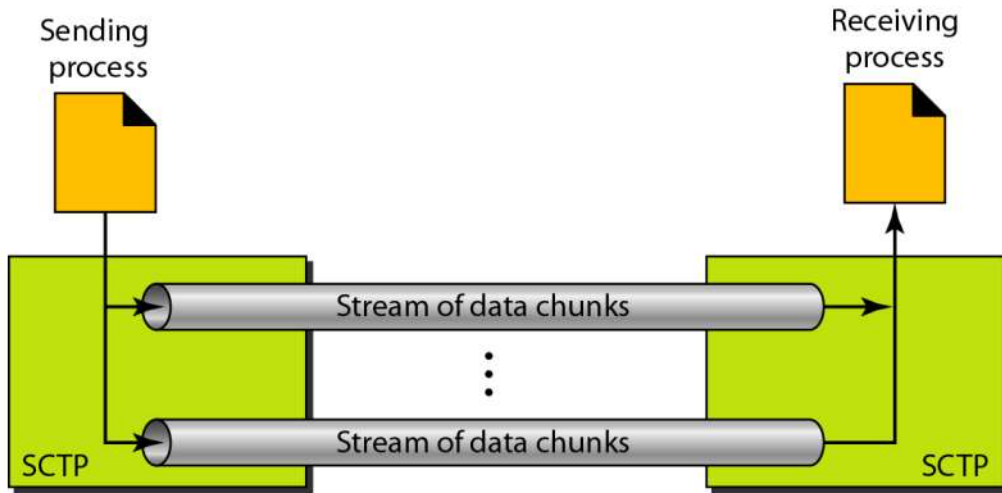 Sending
process
Receiving
process
Stream of data chunks
Stream of data chunks
SCTP
SCTP